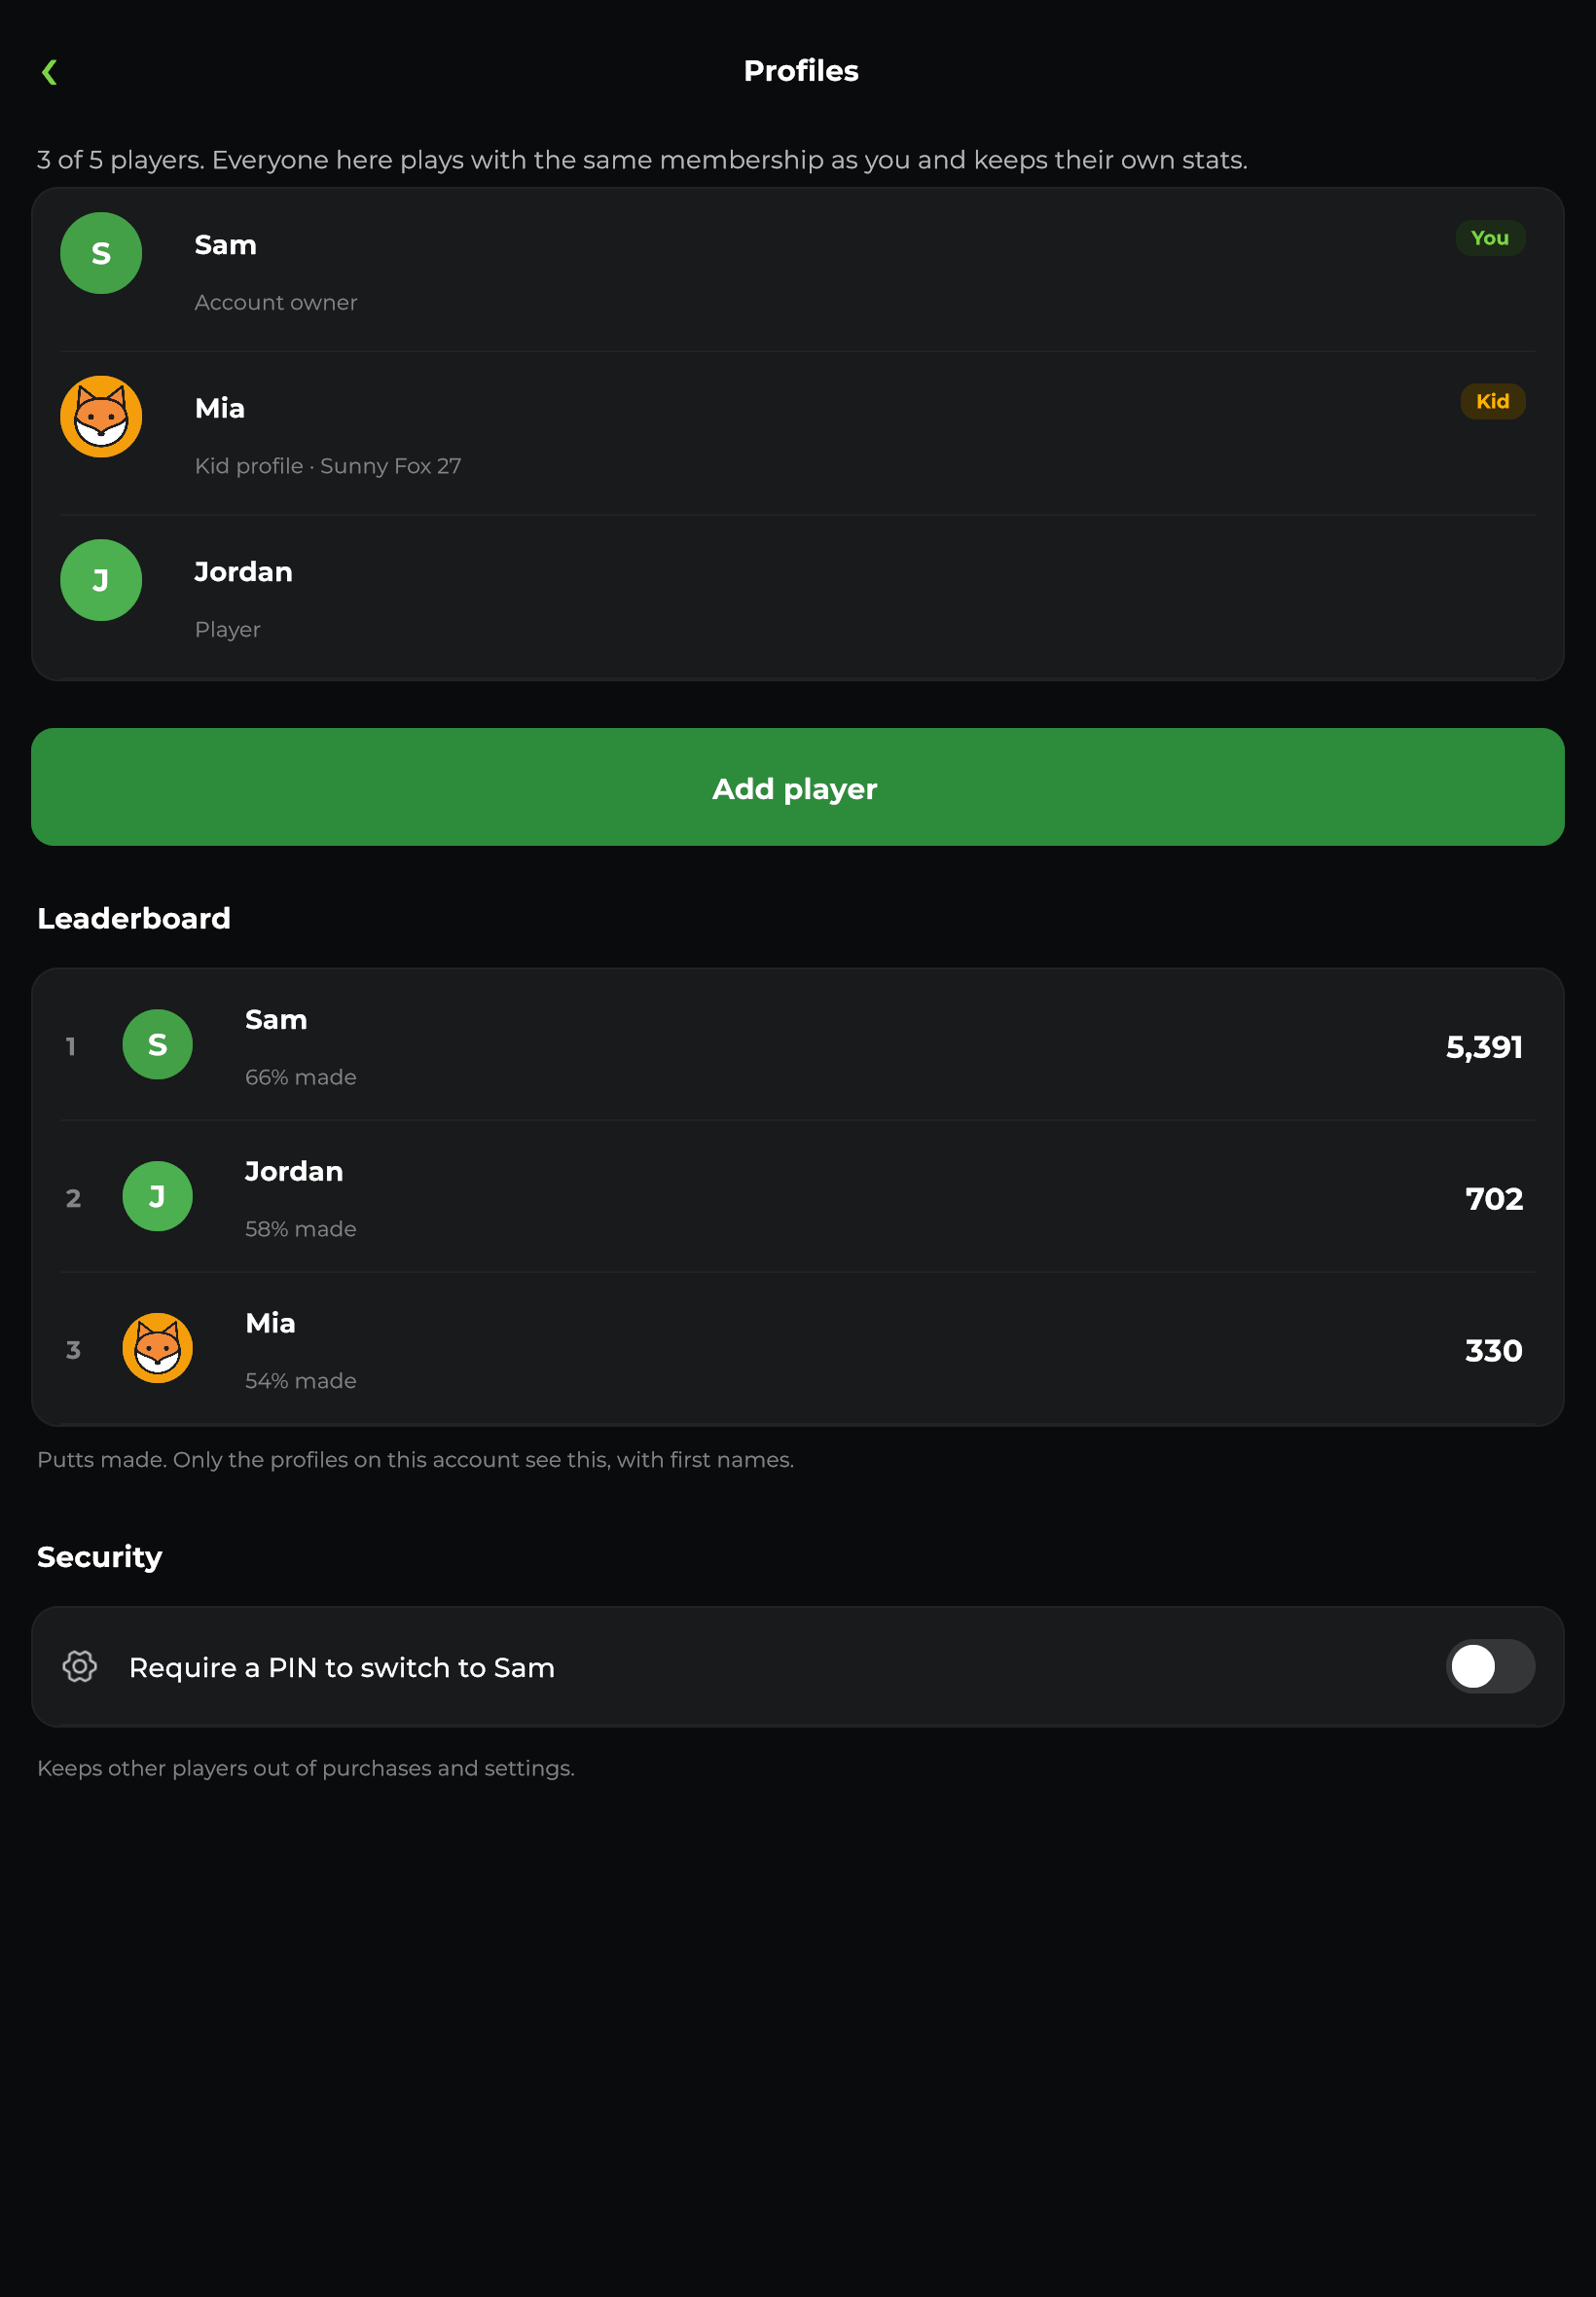 Profiles
3 of 5 players. Everyone here plays with the same membership as you and keeps their own stats.
S
Sam
You
Account owner
Mia
Kid
Kid profile · Sunny Fox 27
J
Jordan
Player
Add player
Leaderboard
1
S
Sam
66% made
5,391
2
J
Jordan
58% made
702
3
Mia
54% made
330
Putts made. Only the profiles on this account see this, with first names.
Security
Require a PIN to switch to Sam
Keeps other players out of purchases and settings.